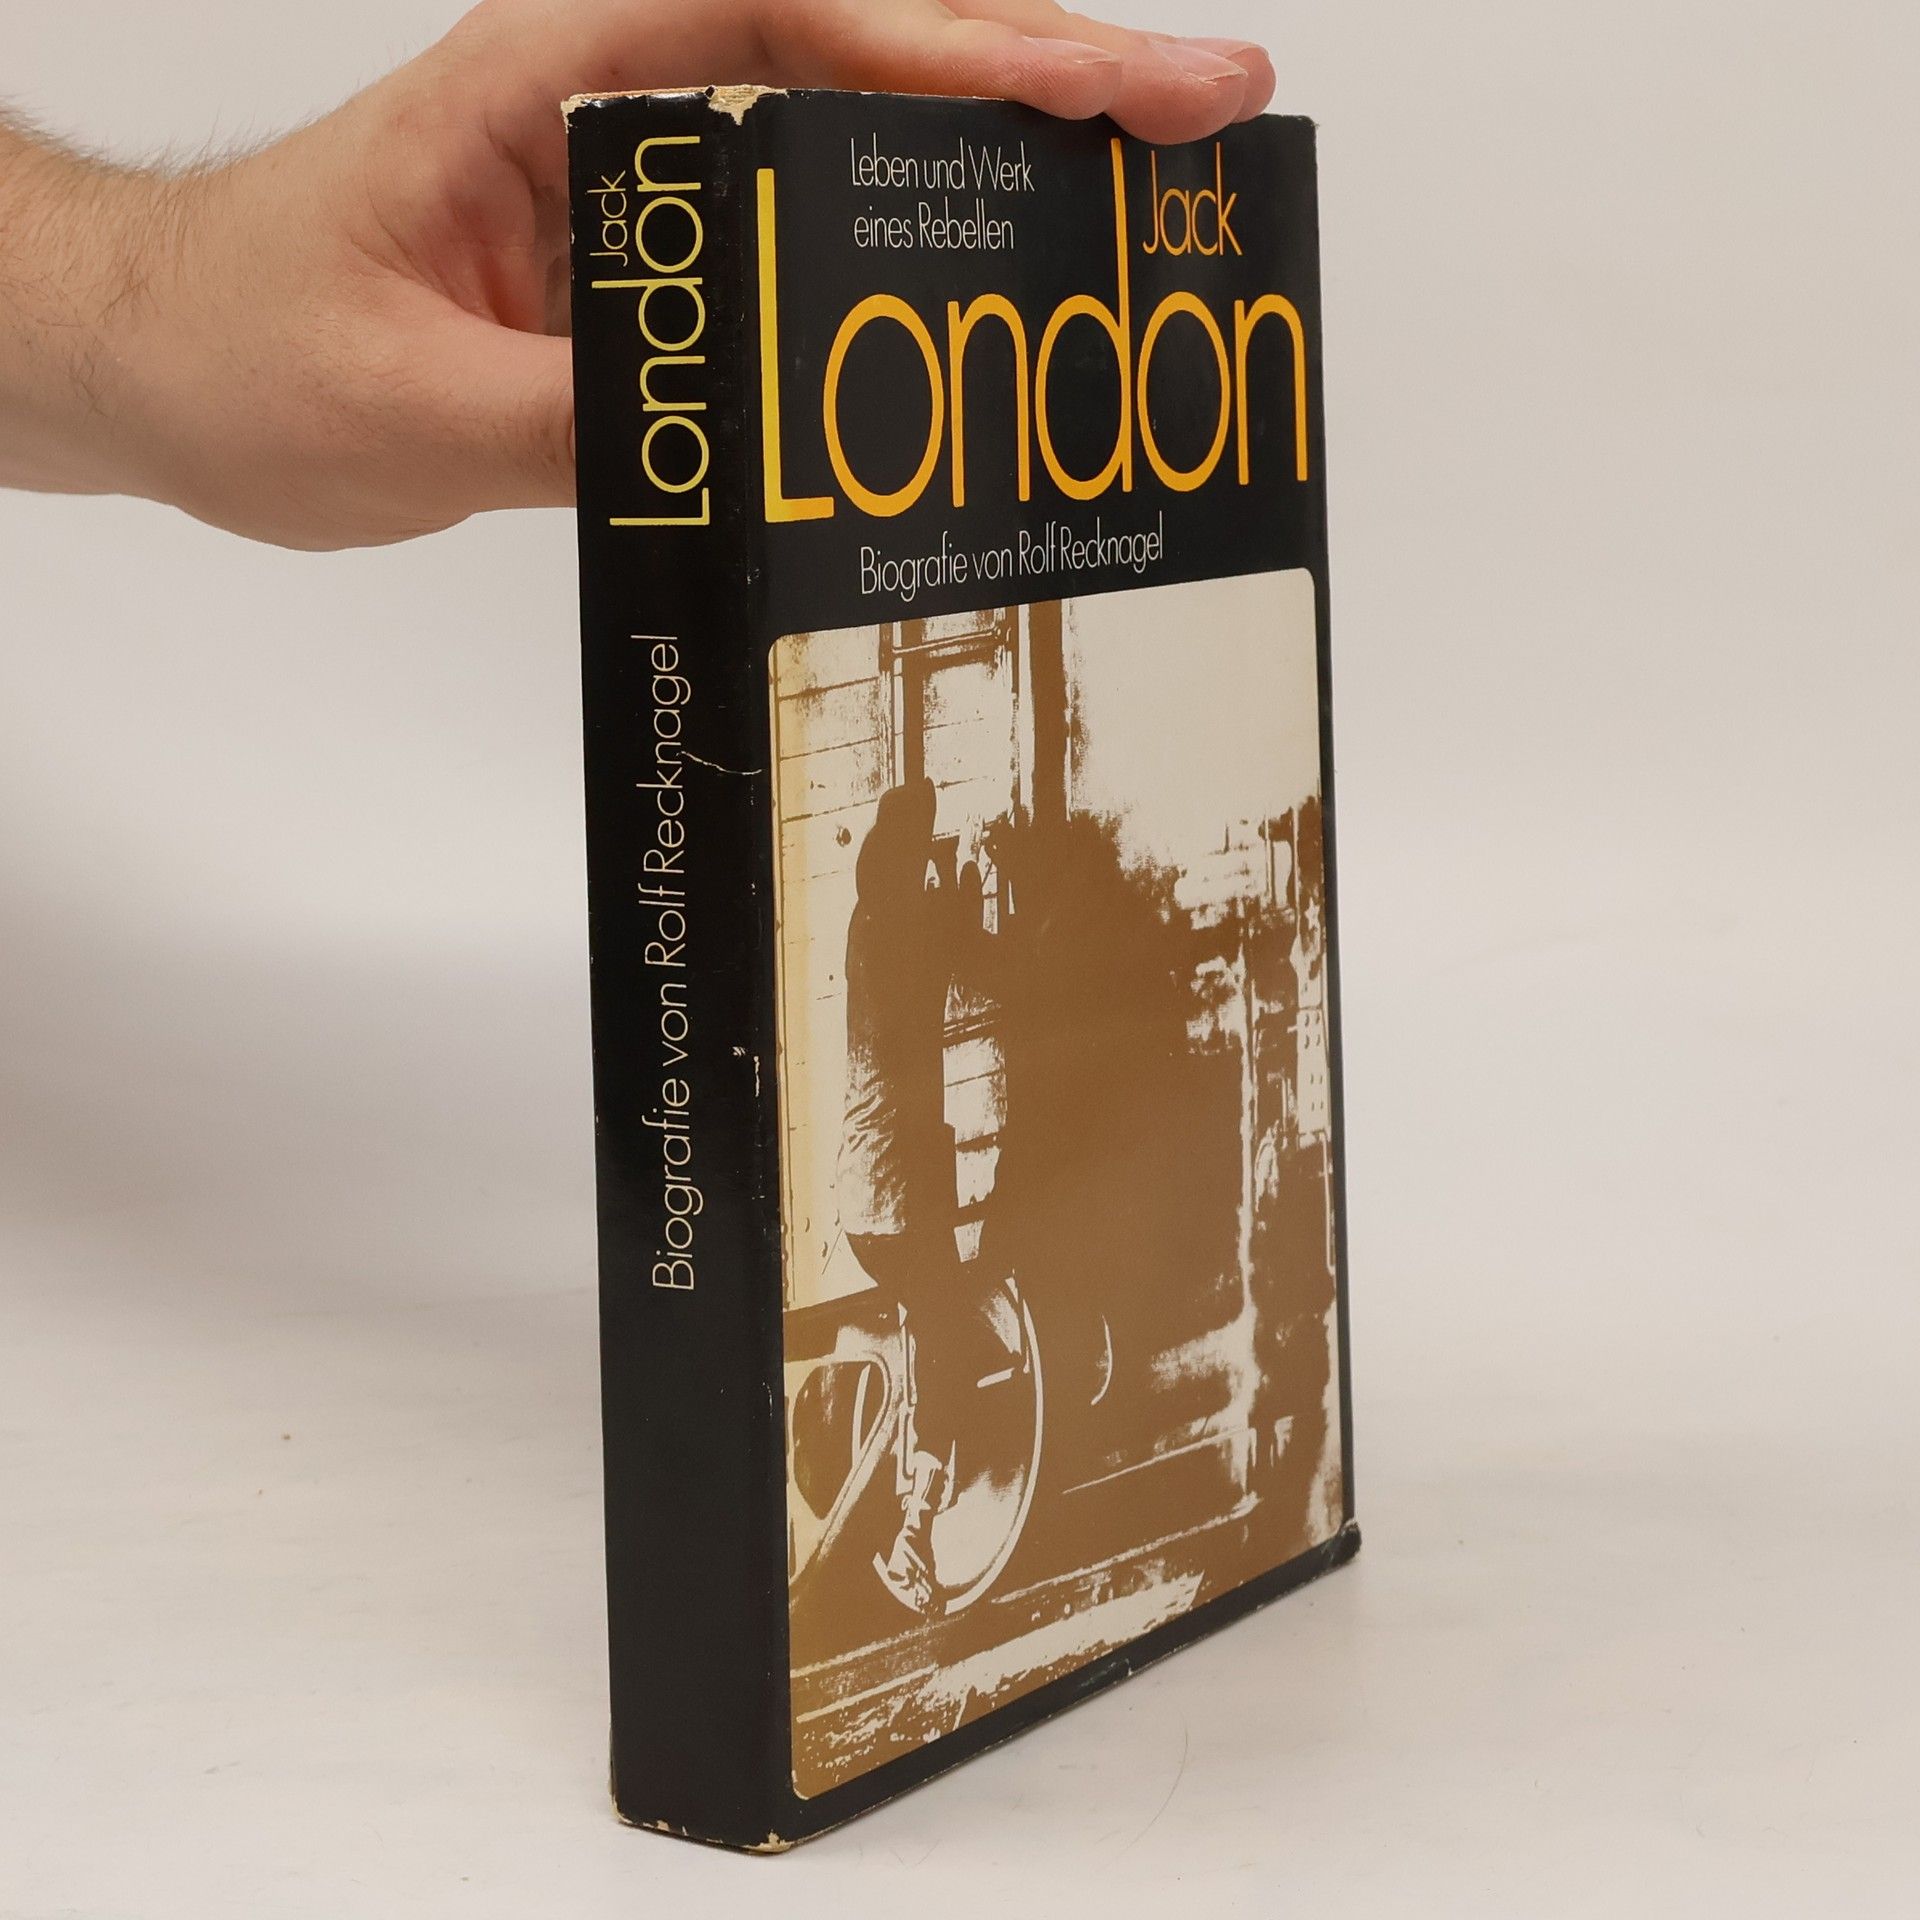 Jack
London
Biografie von Rolf Recknagel
Leben und Werk
eines Rebellen
Jack
London
Biografie von Rolf Recknagel